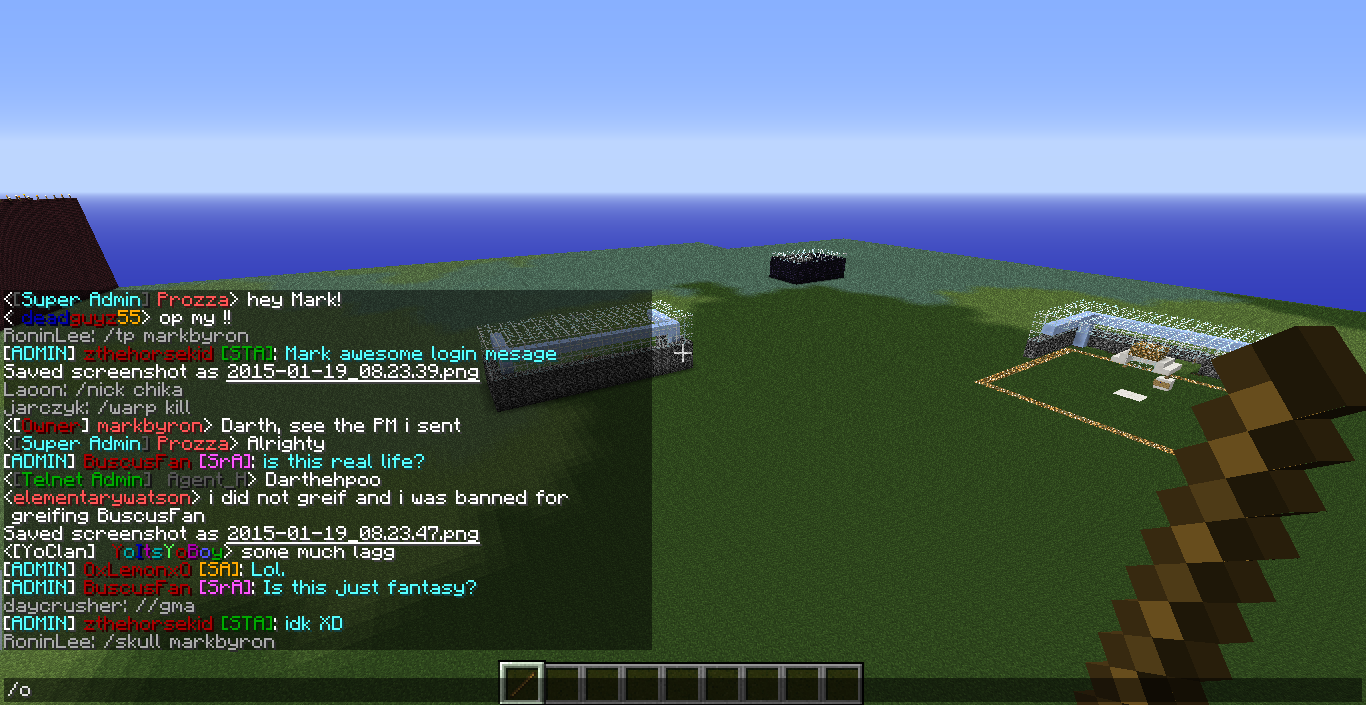 <[Super Admin] Prozza> hey Mark!
< deadguyz55> op my !!
RoninLee: /tp markbyron
[ADMIN] zthehorsekid [STA]: Mark awesome login mesage
Saved screenshot as 2015-01-19_08.23.39.png
Laoon: /nick chika
jarczyk: /warp kill
<[Owner] markbyron> Darth, see the PM i sent
<[Super Admin] Prozza> Alrighty
[ADMIN] BuscusFan [SrA]: is this real life?
<[Telnet Admin] Agent_H> Darthehpoo
<elementarywatson> i did not greif and i was banned for
greifing BuscusFan
Saved screenshot as 2015-01-19_08.23.47.png
<[YoClan] YoItsYoBoy> some much lagg
[ADMIN] 0xLemonx0 [SA]: Lol.
[ADMIN] BuscusFan [SrA]: Is this just fantasy?
daycrusher: //gma
[ADMIN] zthehorsekid [STA]: idk XD
RoninLee: /skull markbyron
/o